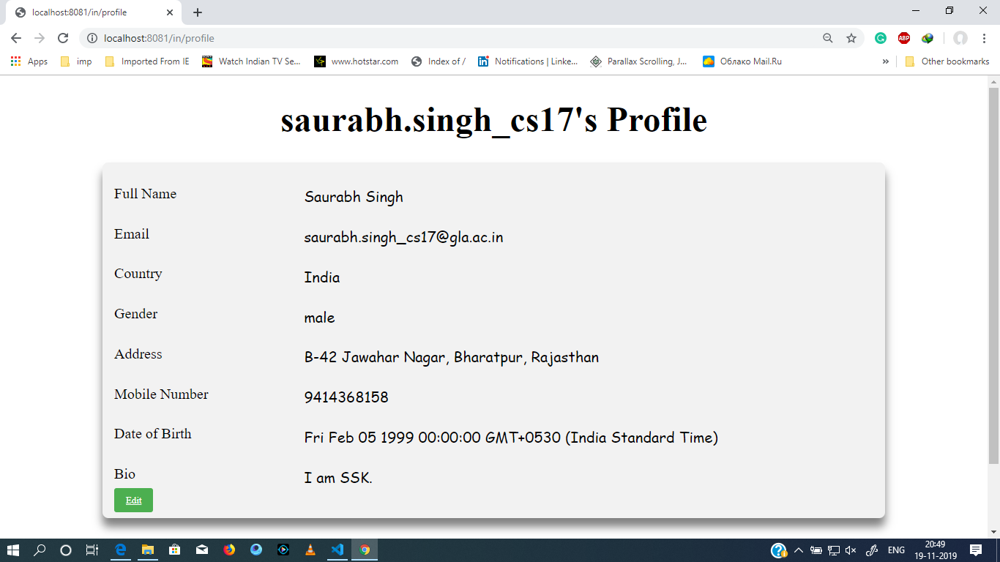 localhost:8081/in/profile
localhost:8081/in/profile
Apps imp Imported From IE Watch Indian TV Se... www.hotstar.com Index of / Notifications | Linke... Parallax Scrolling, J... Облако Mail.Ru » Other bookmarks
saurabh.singh_cs17's Profile
Full Name Saurabh Singh
Email saurabh.singh_cs17@gla.ac.in
Country India
Gender male
Address B-42 Jawahar Nagar, Bharatpur, Rajasthan
Mobile Number 9414368158
Date of Birth Fri Feb 05 1999 00:00:00 GMT+0530 (India Standard Time)
Bio I am SSK.
Edit
ENG 20:49
19-11-2019